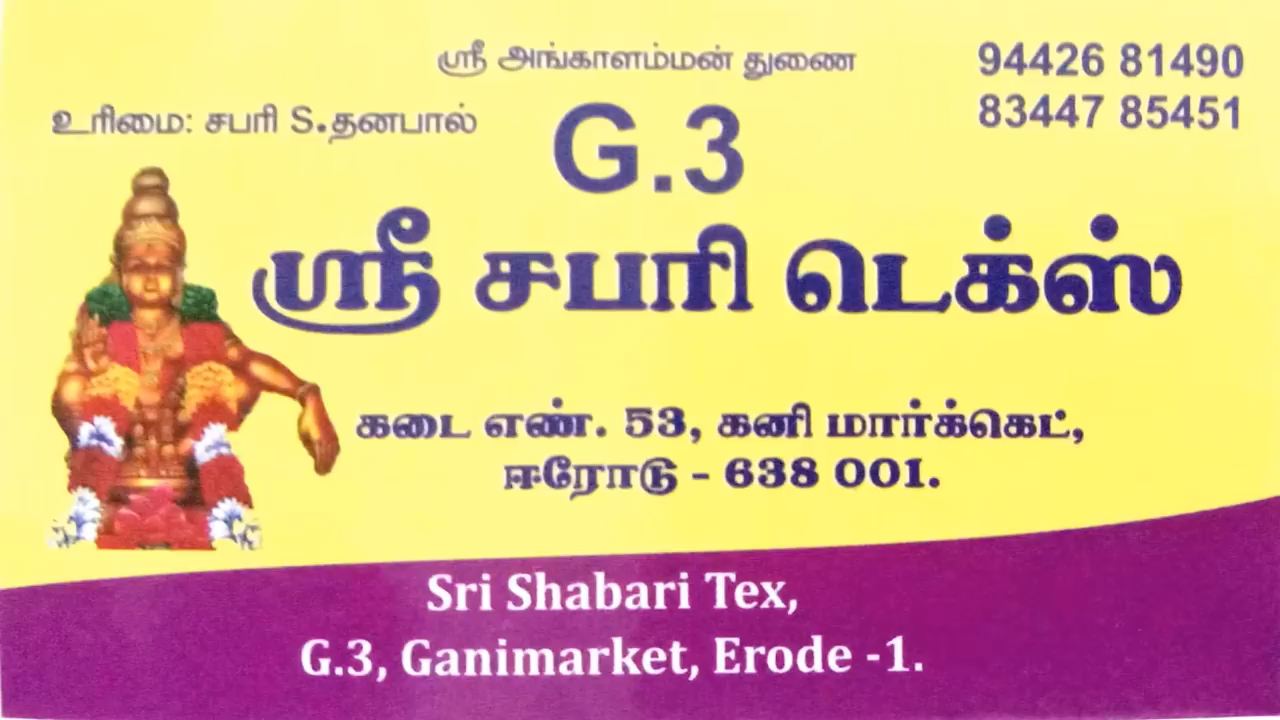 ஸ்ரீ அங்காளம்மன் துணை
94426 81490
83447 85451
உரிமை: சபரி S.தனபால்
G.3
ஸ்ரீ சபரி டெக்ஸ்
கடை எண். 53, கனி மார்க்கெட்,
ஈரோடு - 638 001.
Sri Shabari Tex,
G.3, Ganimarket, Erode -1.